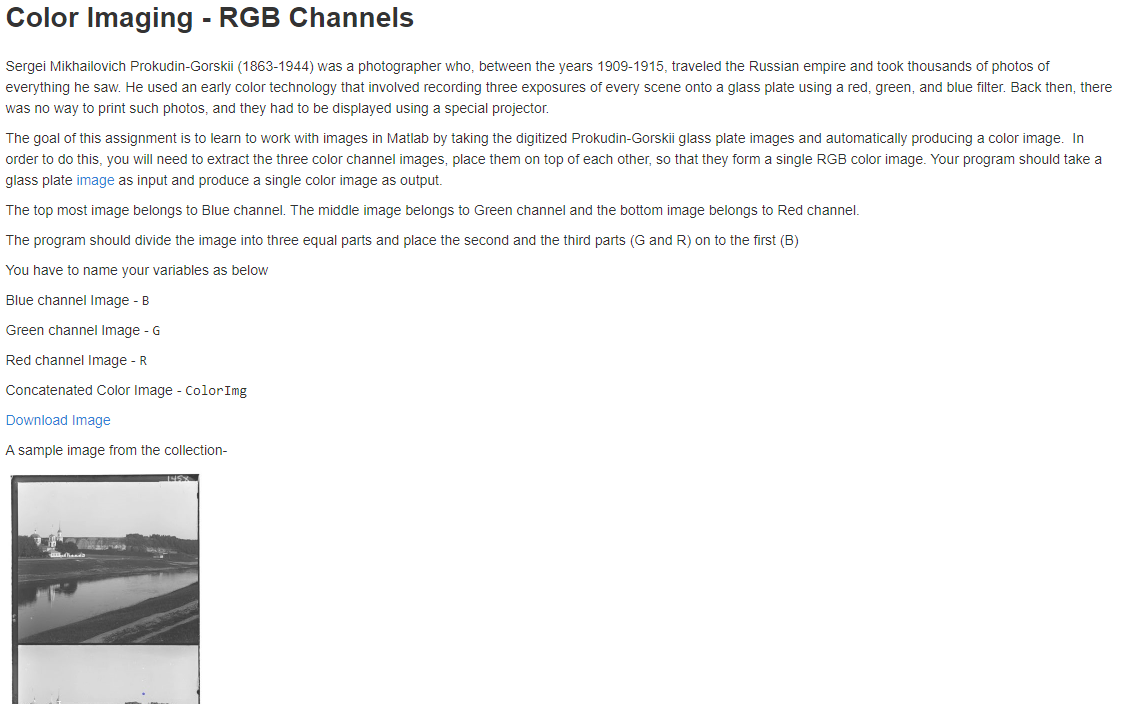 Color Imaging - RGB Channels
Sergei Mikhailovich Prokudin-Gorskii (1863-1944) was a photographer who, between the years 1909-1915, traveled the Russian empire and took thousands of photos of
everything he saw. He used an early color technology that involved recording three exposures of every scene onto a glass plate using a red, green, and blue filter. Back then, there
was no way to print such photos, and they had to be displayed using a special projector.
The goal of this assignment is to learn to work with images in Matlab by taking the digitized Prokudin-Gorskii glass plate images and automatically producing a color image.  In
order to do this, you will need to extract the three color channel images, place them on top of each other, so that they form a single RGB color image. Your program should take a
glass plate image as input and produce a single color image as output.
The top most image belongs to Blue channel. The middle image belongs to Green channel and the bottom image belongs to Red channel.
The program should divide the image into three equal parts and place the second and the third parts (G and R) on to the first (B)
You have to name your variables as below
Blue channel Image - B
Green channel Image - G
Red channel Image - R
Concatenated Color Image - ColorImg
Download Image
A sample image from the collection-